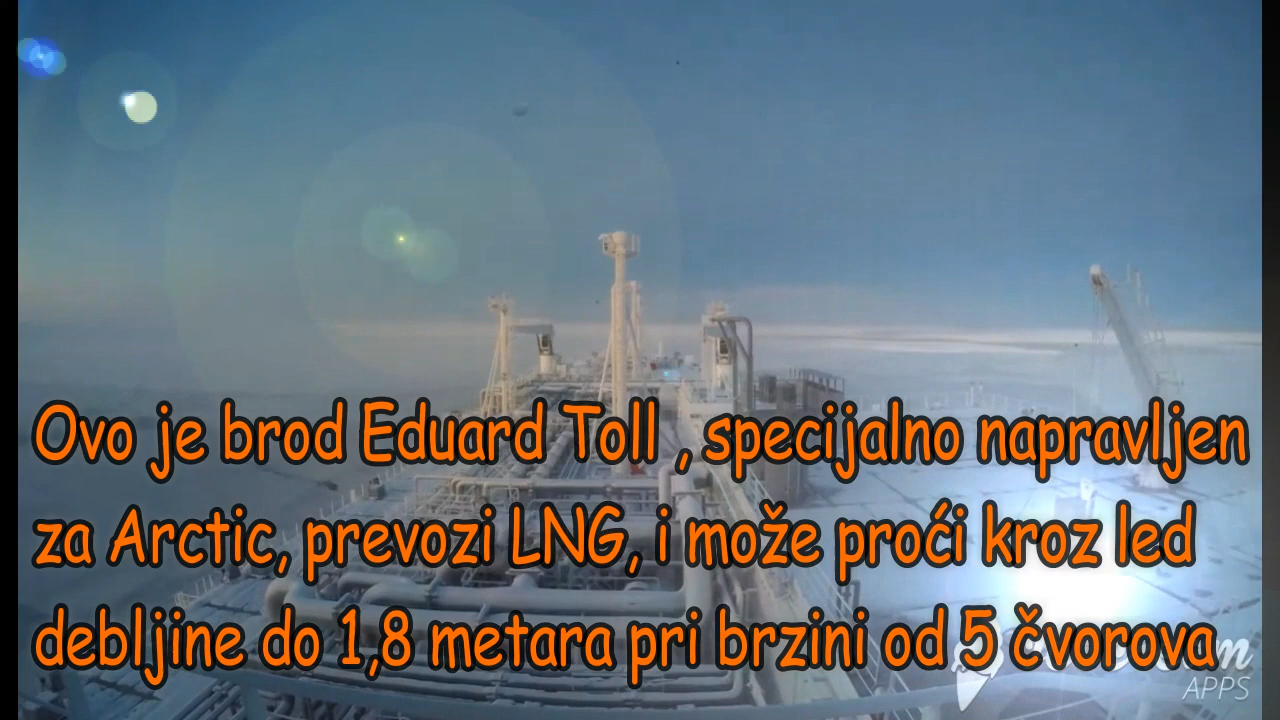 Ovo je brod Eduard Toll , specijalno napravljen
za Arctic, prevozi LNG, i može proći kroz led
debljine do 1,8 metara pri brzini od 5 čvorova
APPS